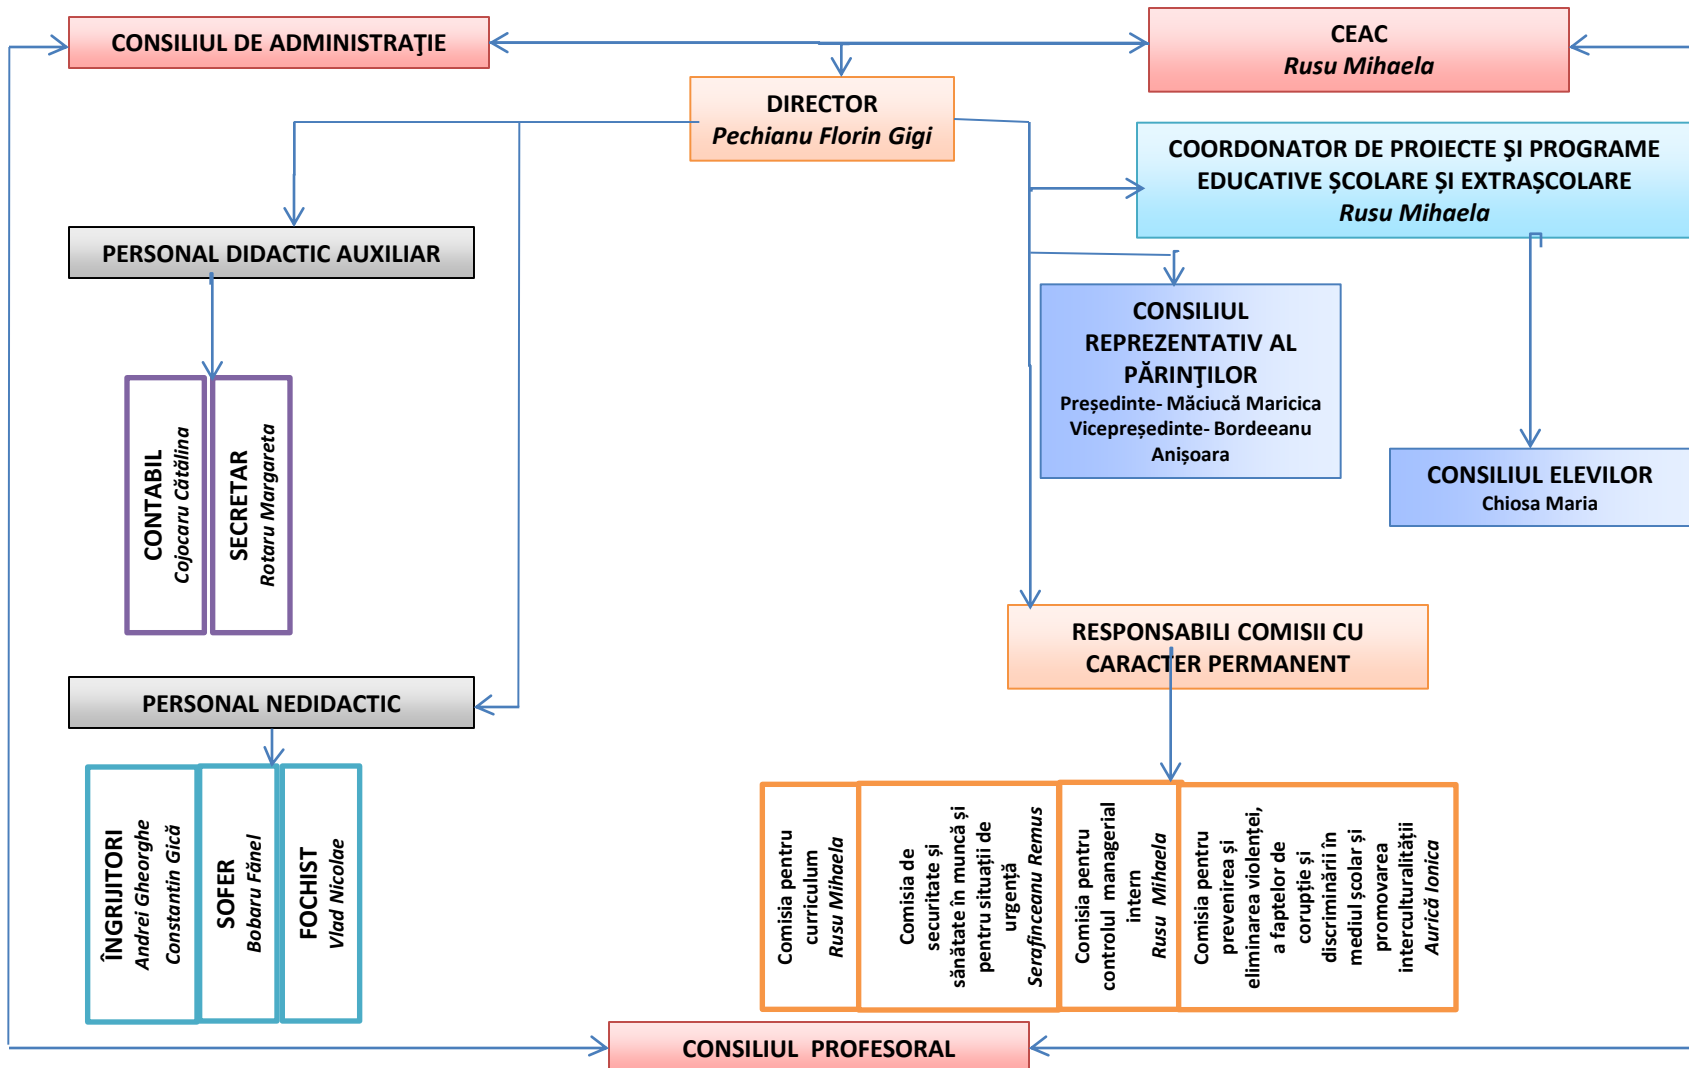 CONSILIUL DE ADMINISTRAŢIE
CEAC
Rusu Mihaela
DIRECTOR
Pechianu Florin Gigi
COORDONATOR DE PROIECTE ŞI PROGRAME
EDUCATIVE ȘCOLARE ȘI EXTRAȘCOLARE
Rusu Mihaela
PERSONAL DIDACTIC AUXILIAR
CONSILIUL
REPREZENTATIV AL
PĂRINŢILOR
Președinte- Măciucă Maricica
Vicepreședinte- Bordeeanu
Anișoara
CONTABIL
Cojocaru Cătălina
SECRETAR
Rotaru Margareta
CONSILIUL ELEVILOR
Chiosa Maria
RESPONSABILI COMISII CU
CARACTER PERMANENT
PERSONAL NEDIDACTIC
ÎNGRIJITORI
Andrei Gheorghe
Constantin Gică
SOFER
Bobaru Fănel
FOCHIST
Vlad Nicolae
Comisia pentru
curriculum
Rusu Mihaela
Comisia de
securitate și
sănătate în muncă și
pentru situații de
urgență
Serafinceanu Remus
Comisia pentru
controlul managerial
intern
Rusu  Mihaela
Comisia pentru
prevenirea și
eliminarea violenței,
a faptelor de
corupție și
discriminării în
mediul școlar și
promovarea
interculturalității
Aurică Ionica
CONSILIUL  PROFESORAL